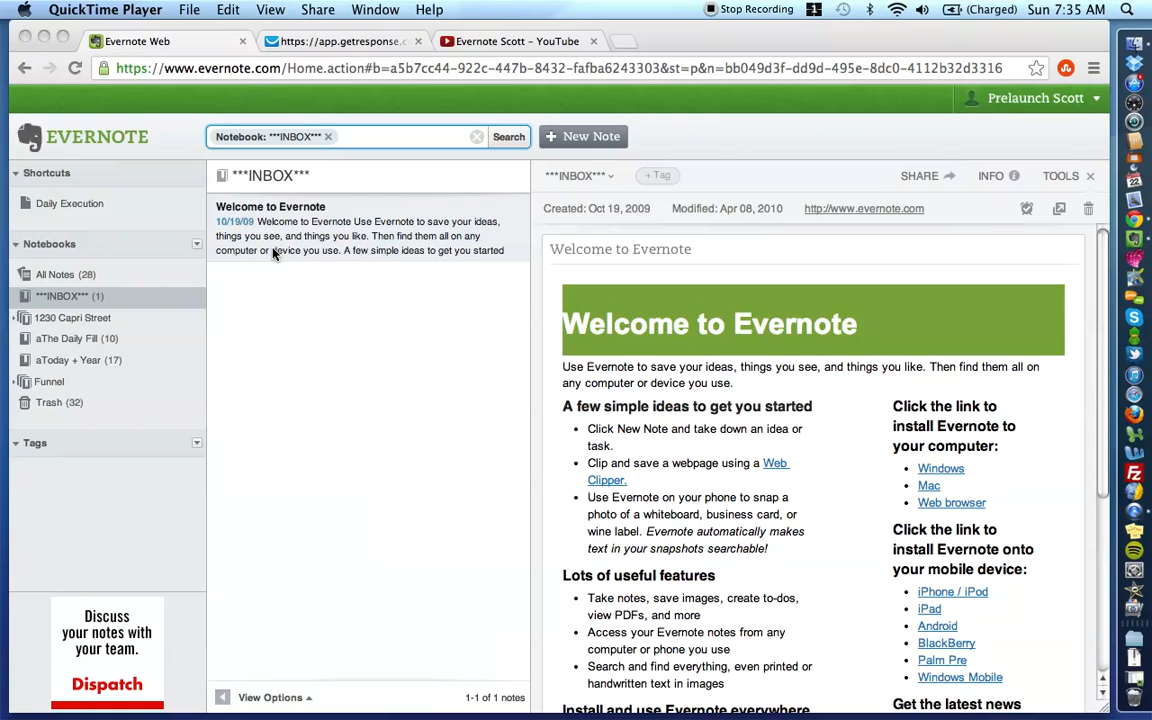 QuickTime Player File Edit View Share Window Help Stop Recording 1 (Charged) Sun 7:35 AM
Evernote Web × https://app.getresponse.c × Evernote Scott - YouTube ×
https://www.evernote.com/Home.action#b=a5b7cc44-922c-447b-8432-fafba6243303&st=p&n=bb049d3f-dd9d-495e-8dc0-4112b32d3316
Prelaunch Scott
EVERNOTE
Notebook: ***INBOX*** ×
Search
+ New Note
Shortcuts
Daily Execution
Notebooks
All Notes (28)
***INBOX*** (1)
1230 Capri Street
aThe Daily Fill (10)
aToday + Year (17)
Funnel
Trash (32)
Tags
Discuss
your notes with
your team.
Dispatch
***INBOX***
Welcome to Evernote
10/19/09 Welcome to Evernote Use Evernote to save your ideas,
things you see, and things you like. Then find them all on any
computer or device you use. A few simple ideas to get you started
View Options
1-1 of 1 notes
***INBOX***
+ Tag
SHARE
INFO
TOOLS ×
Created: Oct 19, 2009 Modified: Apr 08, 2010 http://www.evernote.com
Welcome to Evernote
Welcome to Evernote
Use Evernote to save your ideas, things you see, and things you like. Then find them all on
any computer or device you use.
A few simple ideas to get you started
• Click New Note and take down an idea or
task.
• Clip and save a webpage using a Web
Clipper.
• Use Evernote on your phone to snap a
photo of a whiteboard, business card, or
wine label. Evernote automatically makes
text in your snapshots searchable!
Lots of useful features
• Take notes, save images, create to-dos,
view PDFs, and more
• Access your Evernote notes from any
computer or phone you use
• Search and find everything, even printed or
handwritten text in images
Install and use Evernote everywhere
Click the link to
install Evernote to
your computer:
• Windows
• Mac
• Web browser
Click the link to
install Evernote onto
your mobile device:
• iPhone / iPod
• iPad
• Android
• BlackBerry
• Palm Pre
• Windows Mobile
Get the latest news